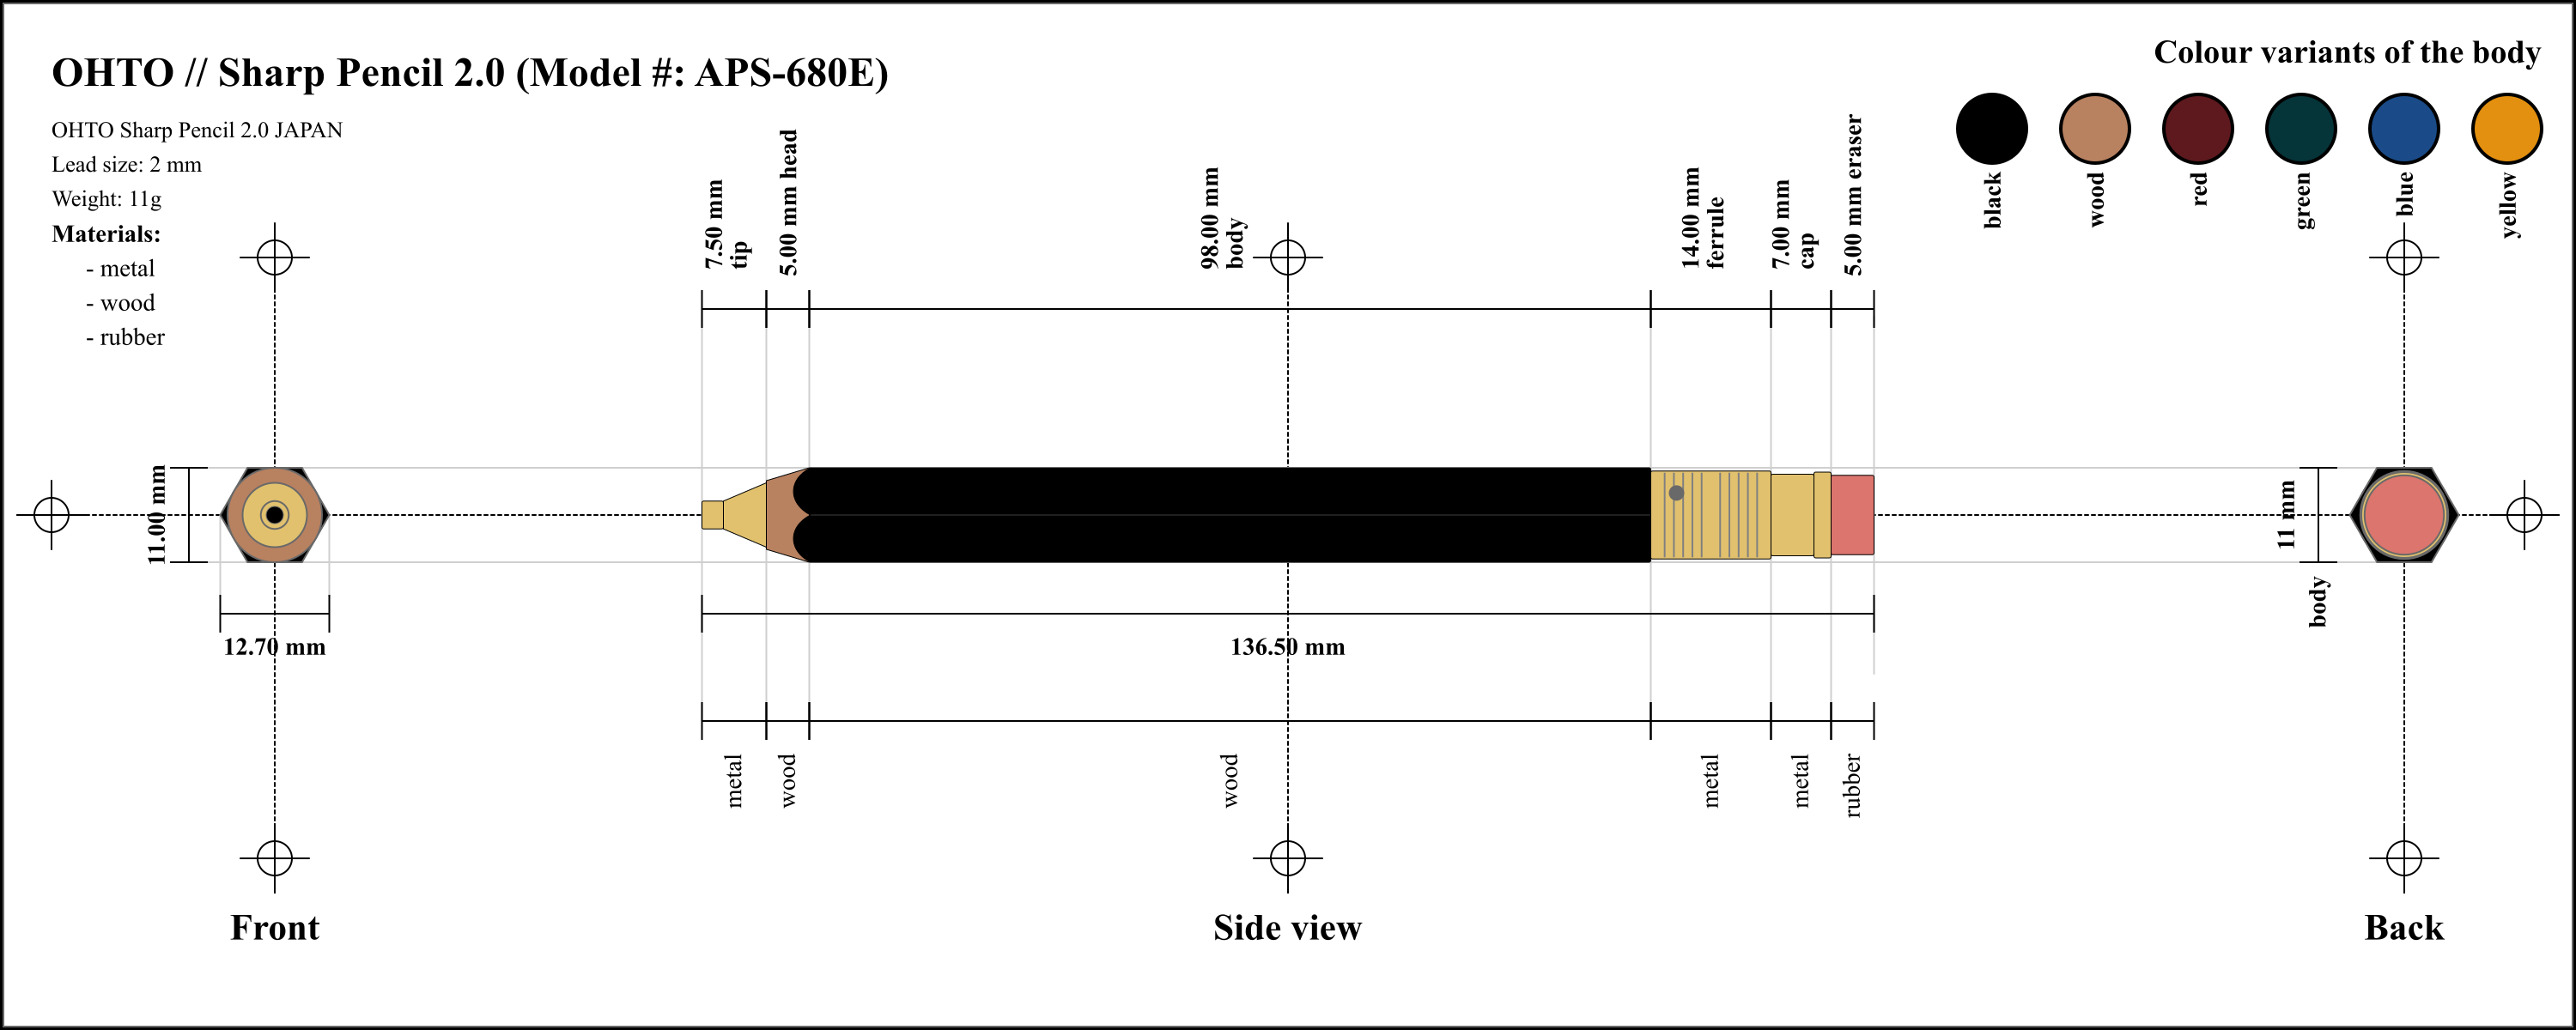 OHTO // Sharp Pencil 2.0 (Model #: APS-680E)
OHTO Sharp Pencil 2.0 JAPAN
Lead size: 2 mm
Weight: 11g
Materials:
- metal
- wood
- rubber
Colour variants of the body
black
wood
red
green
blue
yellow
7.50 mm
tip
5.00 mm head
98.00 mm
body
14.00 mm
ferrule
7.00 mm
cap
5.00 mm eraser
11.00 mm
12.70 mm
136.50 mm
11 mm
body
metal
wood
wood
metal
metal
rubber
Front
Side view
Back